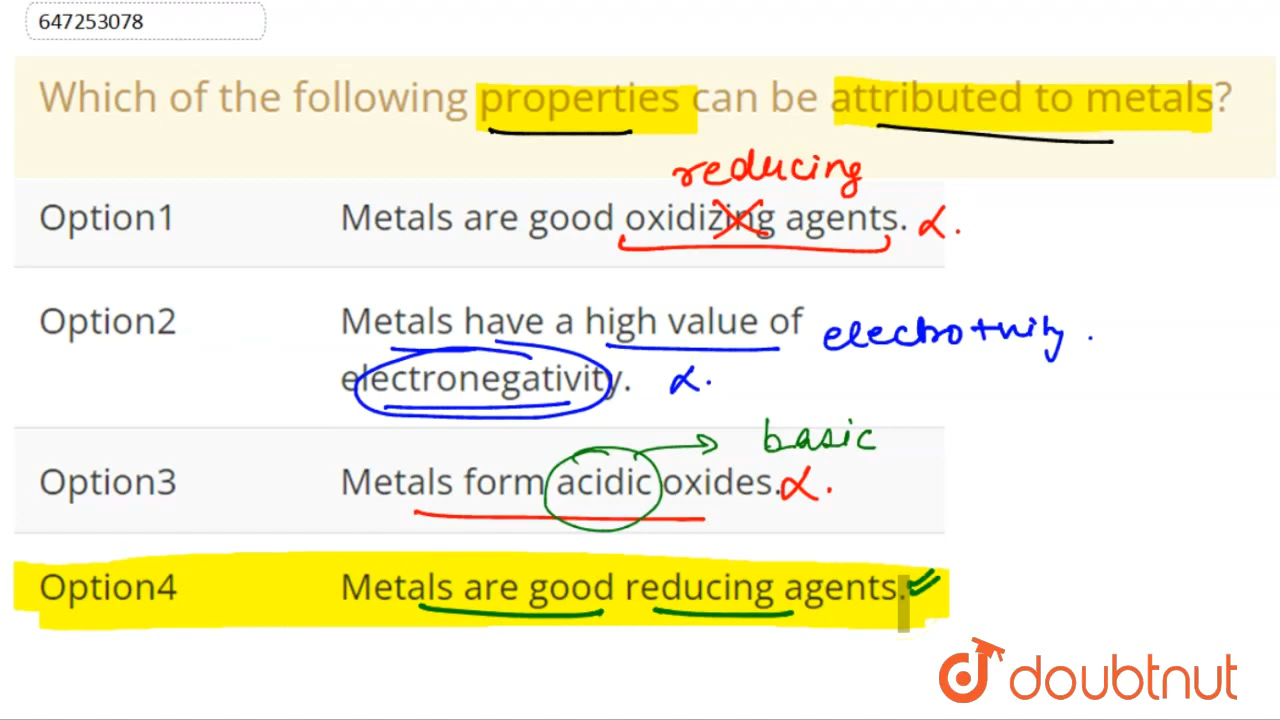 647253078
Which of the following properties can be attributed to metals?
reducing
Option1 Metals are good oxidizing agents. α.
Option2 Metals have a high value of electro+vity.
electronegativity. α.
basic
Option3 Metals form acidic oxides. α.
Option4 Metals are good reducing agents.
doubtnut